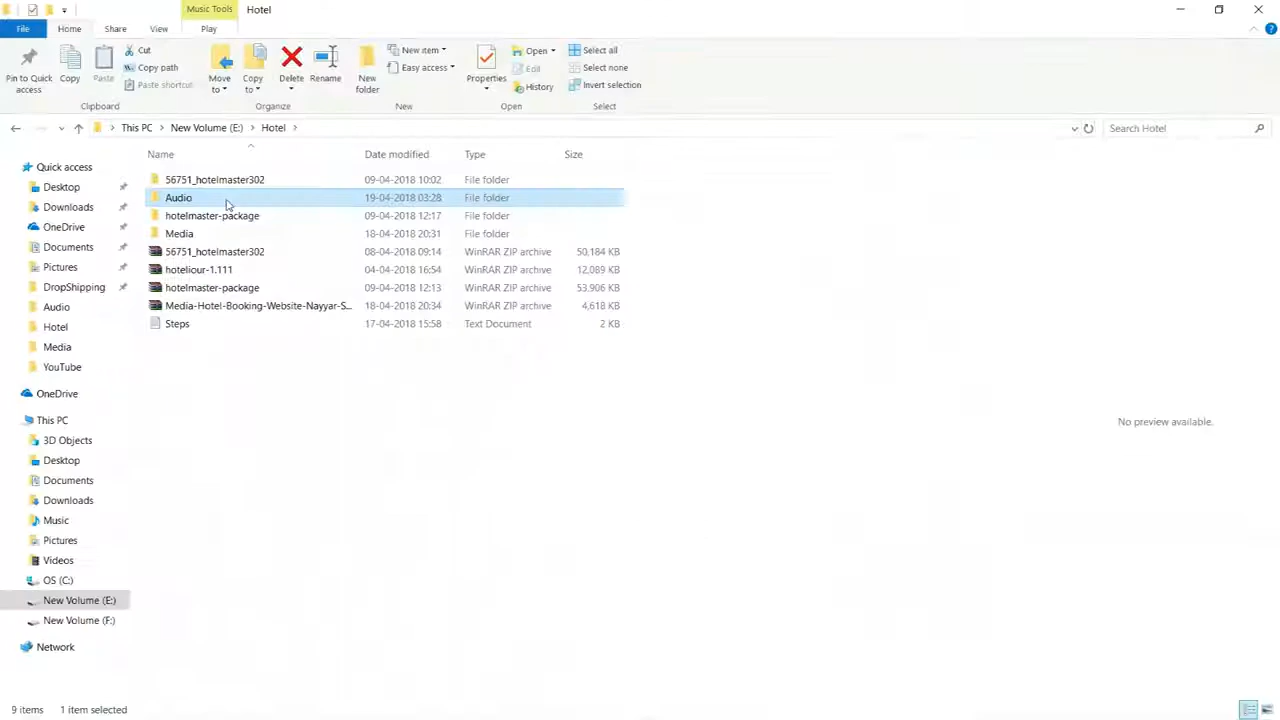 Music Tools Hotel
File Home Share View Play
Pin to Quick access
Copy
Paste
Cut
Copy path
Paste shortcut
Clipboard
Move to
Copy to
Delete
Rename
Organize
New folder
New item
Easy access
New
Properties
Open
Edit
History
Open
Select all
Select none
Invert selection
Select
This PC New Volume (E:) Hotel
Search Hotel
Name Date modified Type Size
56751_hotelmaster302 09-04-2018 10:02 File folder
Audio 19-04-2018 03:28 File folder
hotelmaster-package 09-04-2018 12:17 File folder
Media 18-04-2018 20:31 File folder
56751_hotelmaster302 08-04-2018 09:14 WinRAR ZIP archive 50,184 KB
hoteliour-1.111 04-04-2018 16:54 WinRAR ZIP archive 12,089 KB
hotelmaster-package 09-04-2018 12:13 WinRAR ZIP archive 53,906 KB
Media-Hotel-Booking-Website-Nayyar-S... 18-04-2018 20:34 WinRAR ZIP archive 4,618 KB
Steps 17-04-2018 15:58 Text Document 2 KB
Quick access
Desktop
Downloads
OneDrive
Documents
Pictures
DropShipping
Audio
Hotel
Media
YouTube
OneDrive
This PC
3D Objects
Desktop
Documents
Downloads
Music
Pictures
Videos
OS (C:)
New Volume (E:)
New Volume (F:)
Network
No preview available.
9 items 1 item selected